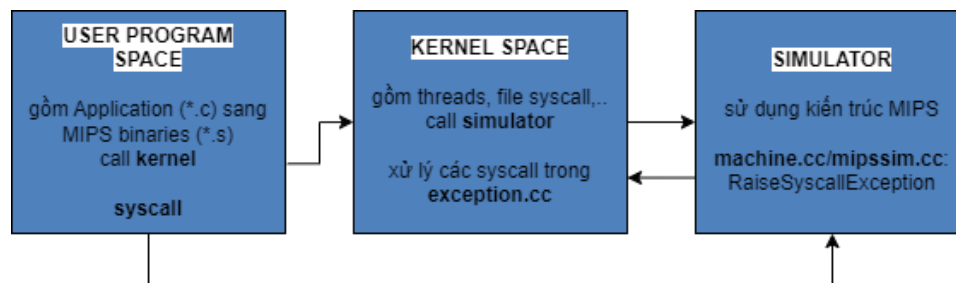 USER PROGRAM
SPACE
gồm Application (*.c) sang
MIPS binaries (*.s)
call kernel
syscall
KERNEL SPACE
gồm threads, file syscall,..
call simulator
xử lý các syscall trong
exception.cc
SIMULATOR
sử dụng kiến trúc MIPS
machine.cc/mipssim.cc:
RaiseSyscallException